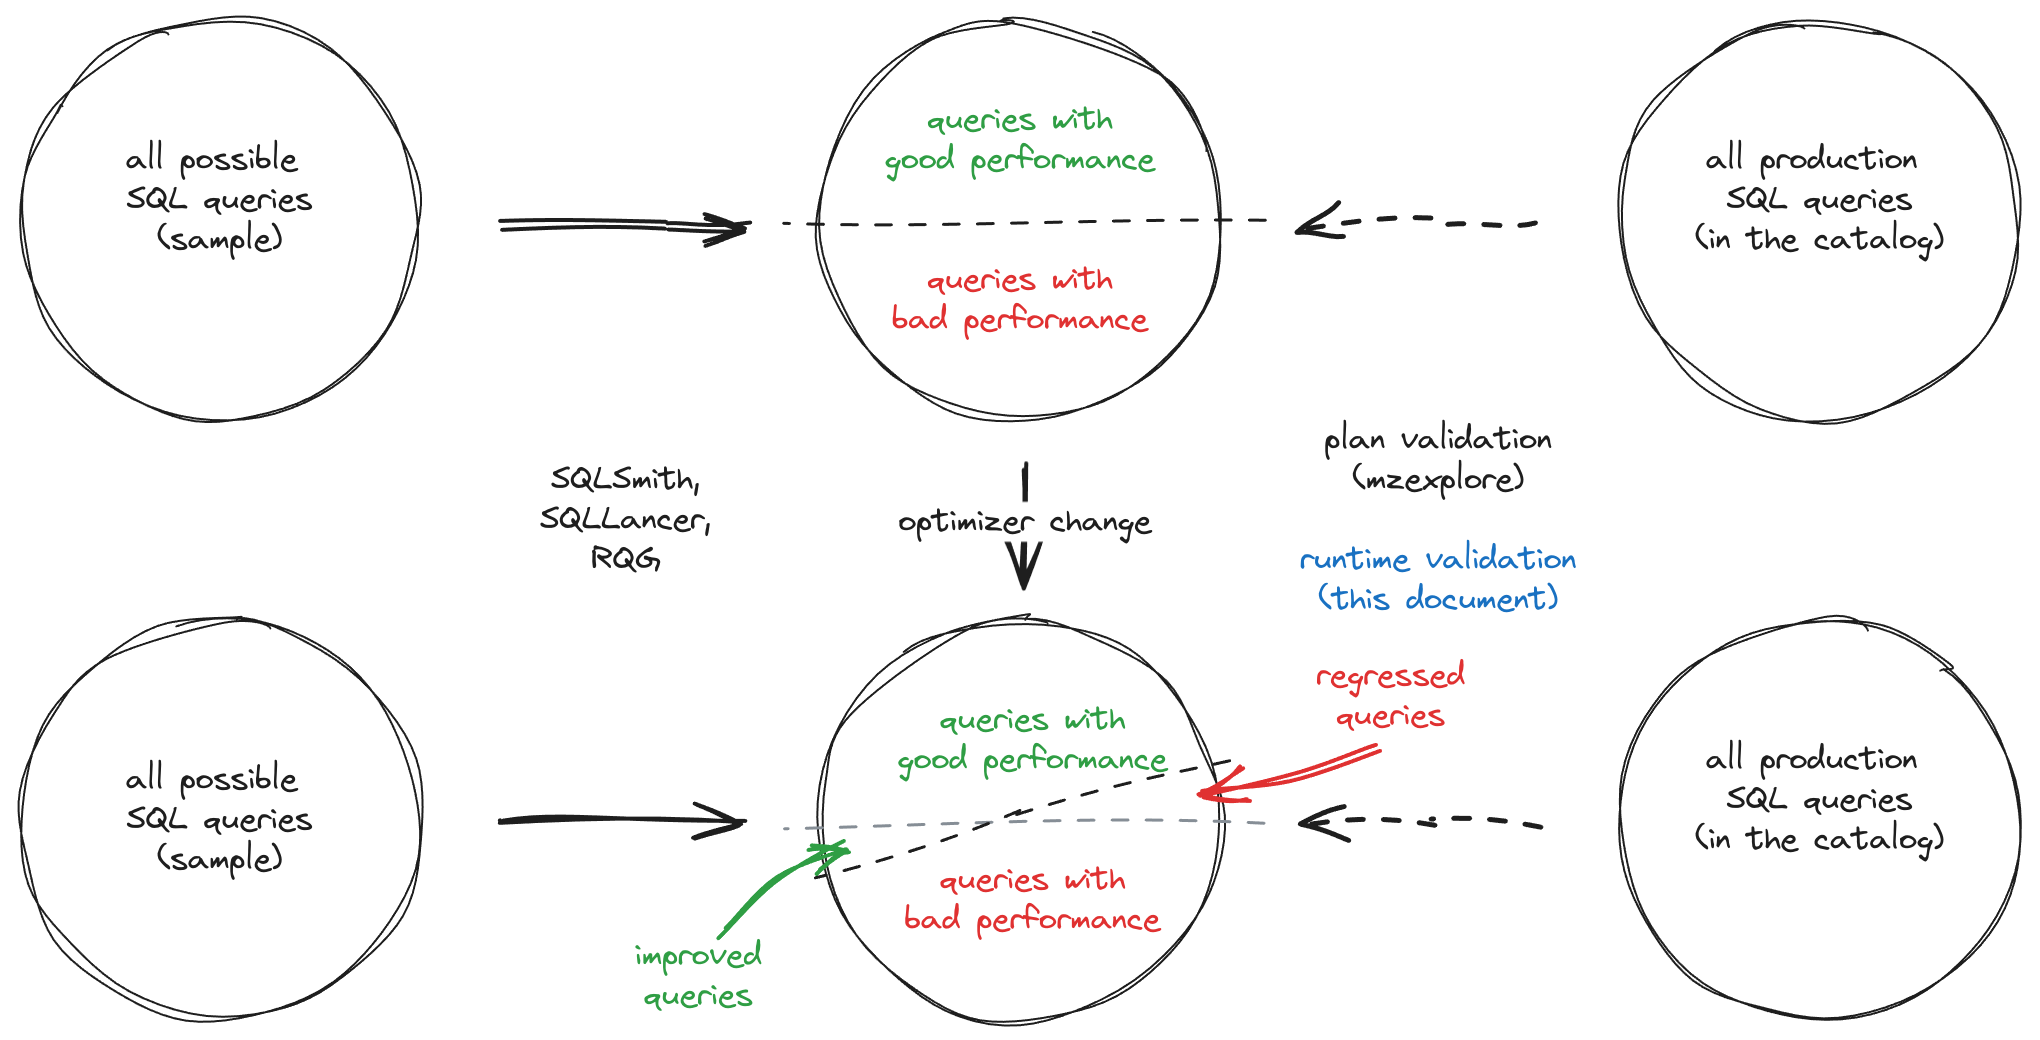 all possible
SQL queries
(sample)
queries with
good performance
queries with
bad performance
all production
SQL queries
(in the catalog)
SQLSmith,
SQLLancer,
RQG
optimizer change
plan validation
(mzexplore)
runtime validation
(this document)
regressed
queries
all possible
SQL queries
(sample)
queries with
good performance
queries with
bad performance
all production
SQL queries
(in the catalog)
improved
queries